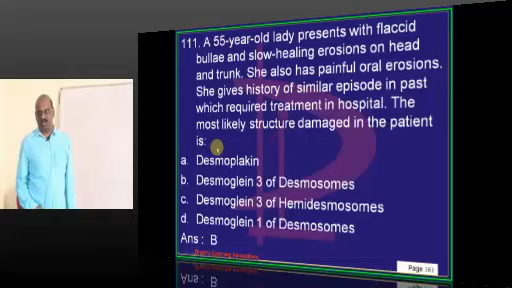 111. A 55-year-old lady presents with flaccid
bullae and slow-healing erosions on head
and trunk. She also has painful oral erosions.
She gives history of similar episode in past
which required treatment in hospital. The
most likely structure damaged in the patient
is:
a. Desmoplakin
b. Desmoglein 3 of Desmosomes
c. Desmoglein 3 of Hemidesmosomes
d. Desmoglein 1 of Desmosomes
Ans : B
Page 381